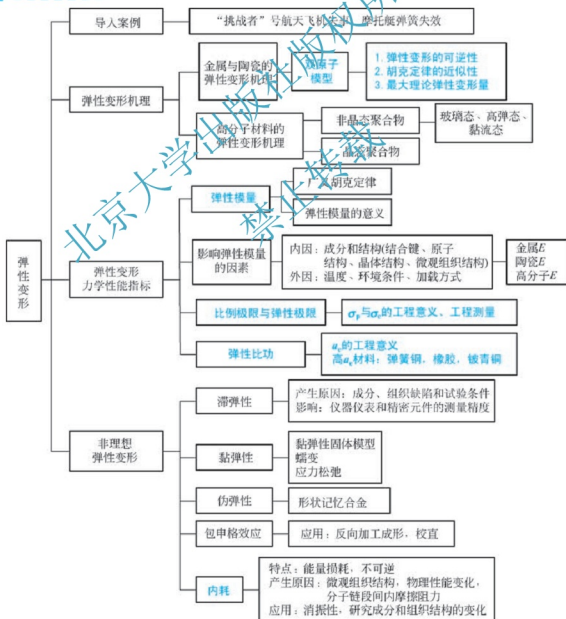 导入案例
“挑战者”号航天飞机失事、摩托艇弹簧失效
弹性变形
弹性变形机理
金属与陶瓷的
弹性变形机理
双原子
模型
1. 弹性变形的可逆性
2. 胡克定律的近似性
3. 最大理论弹性变形量
高分子材料的
弹性变形机理
非晶态聚合物
玻璃态、高弹态、
黏流态
晶态聚合物
弹性变形
力学性能指标
弹性模量
广义胡克定律
弹性模量的意义
影响弹性模量
的因素
内因：成分和结构(结合键、原子
结构、晶体结构、微观组织结构)
外因：温度、环境条件、加载方式
金属E
陶瓷E
高分子E
比例极限与弹性极限
σp与σe的工程意义、工程测量
弹性比功
ae的工程意义
高ae材料：弹簧钢，橡胶，铍青铜
非理想
弹性变形
滞弹性
产生原因：成分、组织缺陷和试验条件
影响：仪器仪表和精密元件的测量精度
黏弹性
黏弹性固体模型
蠕变
应力松弛
伪弹性
形状记忆合金
包申格效应
应用：反向加工成形，校直
内耗
特点：能量损耗，不可逆
产生原因：微观组织结构，物理性能变化，
分子链段间内摩擦阻力
应用：消振性，研究成分和组织结构的变化
北京大学出版社版权所有
禁止转载